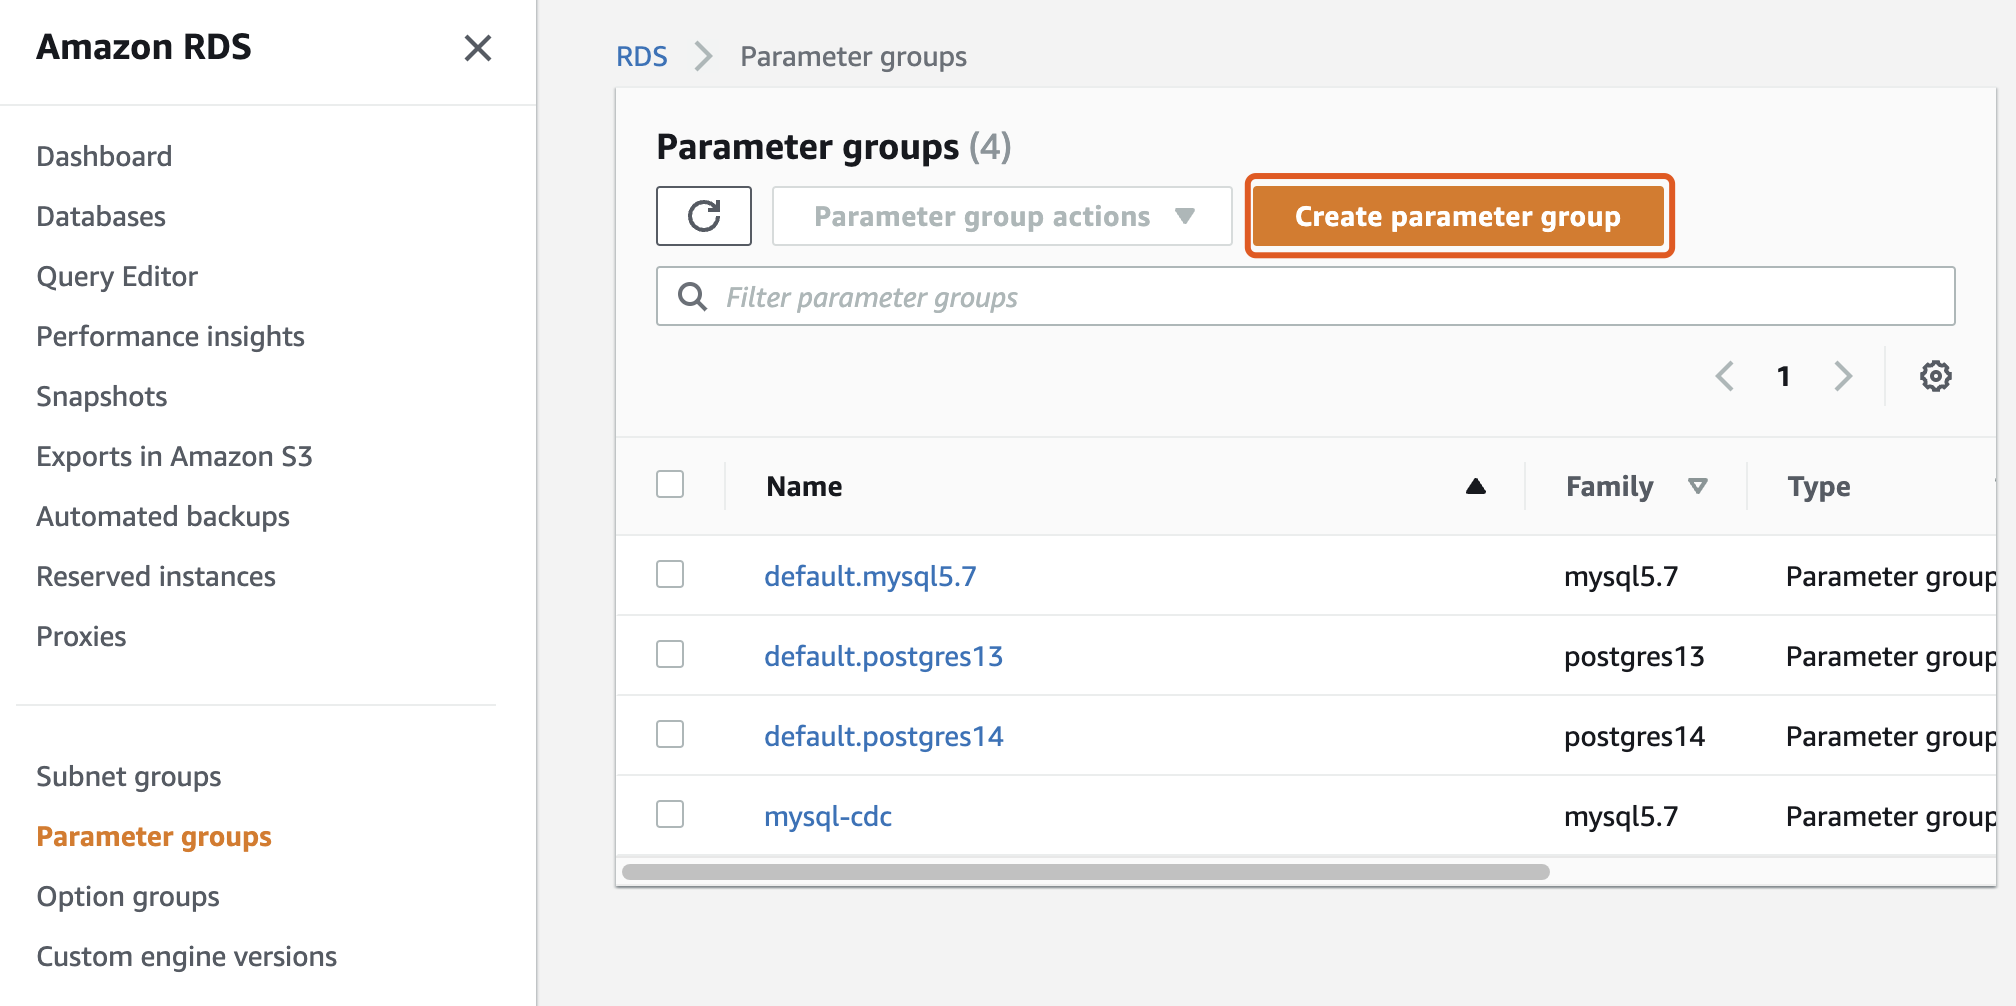 Amazon RDS
Dashboard
Databases
Query Editor
Performance insights
Snapshots
Exports in Amazon S3
Automated backups
Reserved instances
Proxies
Subnet groups
Parameter groups
Option groups
Custom engine versions
RDS Parameter groups
Parameter groups (4)
Parameter group actions Create parameter group
Filter parameter groups
1
Name Family Type
default.mysql5.7 mysql5.7 Parameter group
default.postgres13 postgres13 Parameter group
default.postgres14 postgres14 Parameter group
mysql-cdc mysql5.7 Parameter group